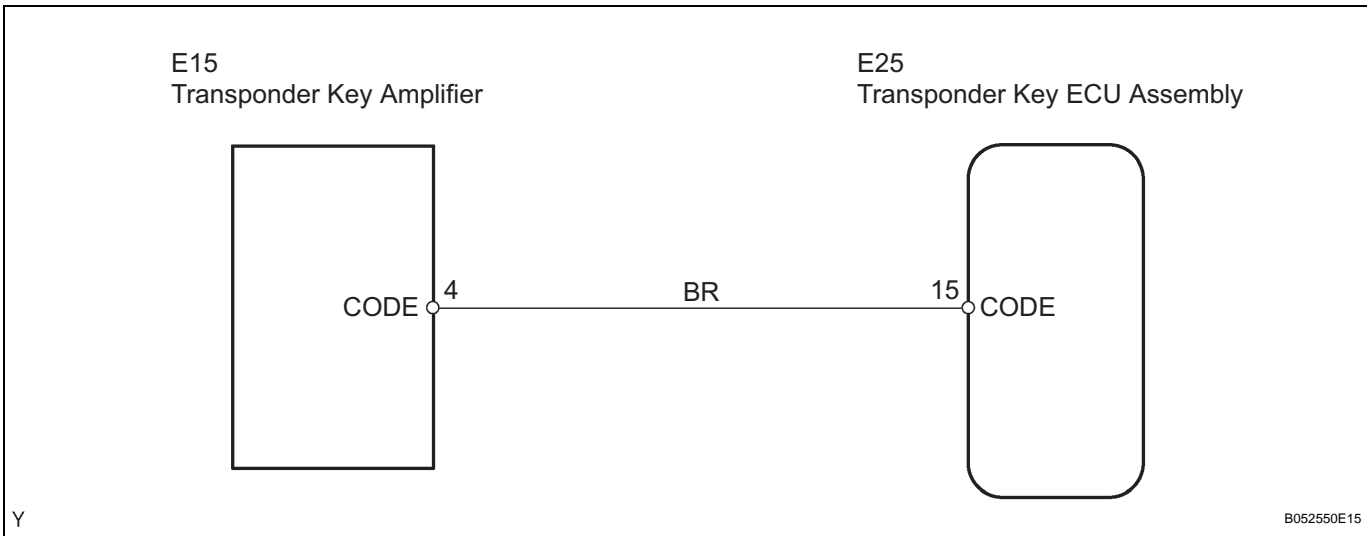 E15
Transponder Key Amplifier
E25
Transponder Key ECU Assembly
CODE 4 BR 15 CODE
Y
B052550E15